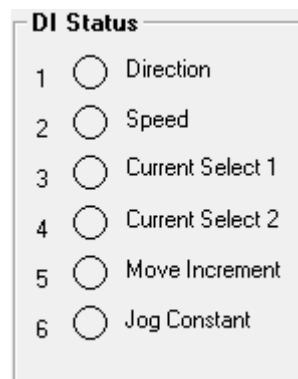 DI Status
1 Direction
2 Speed
3 Current Select 1
4 Current Select 2
5 Move Increment
6 Jog Constant